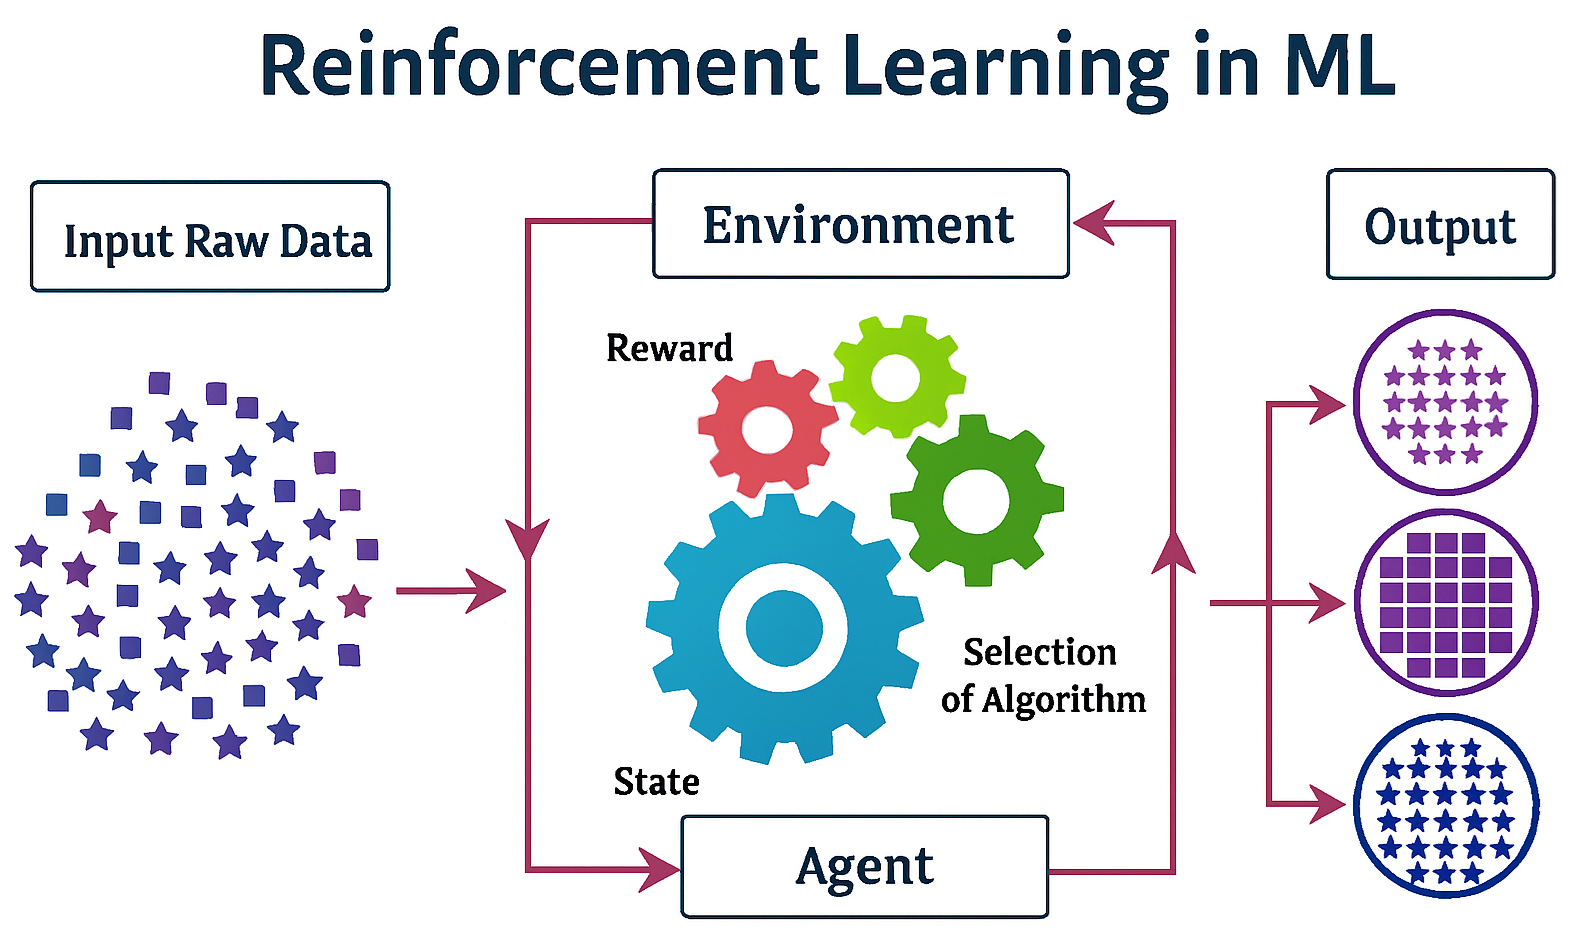 Reinforcement Learning in ML
Input Raw Data
Environment
Output
Reward
Selection
of Algorithm
State
Agent